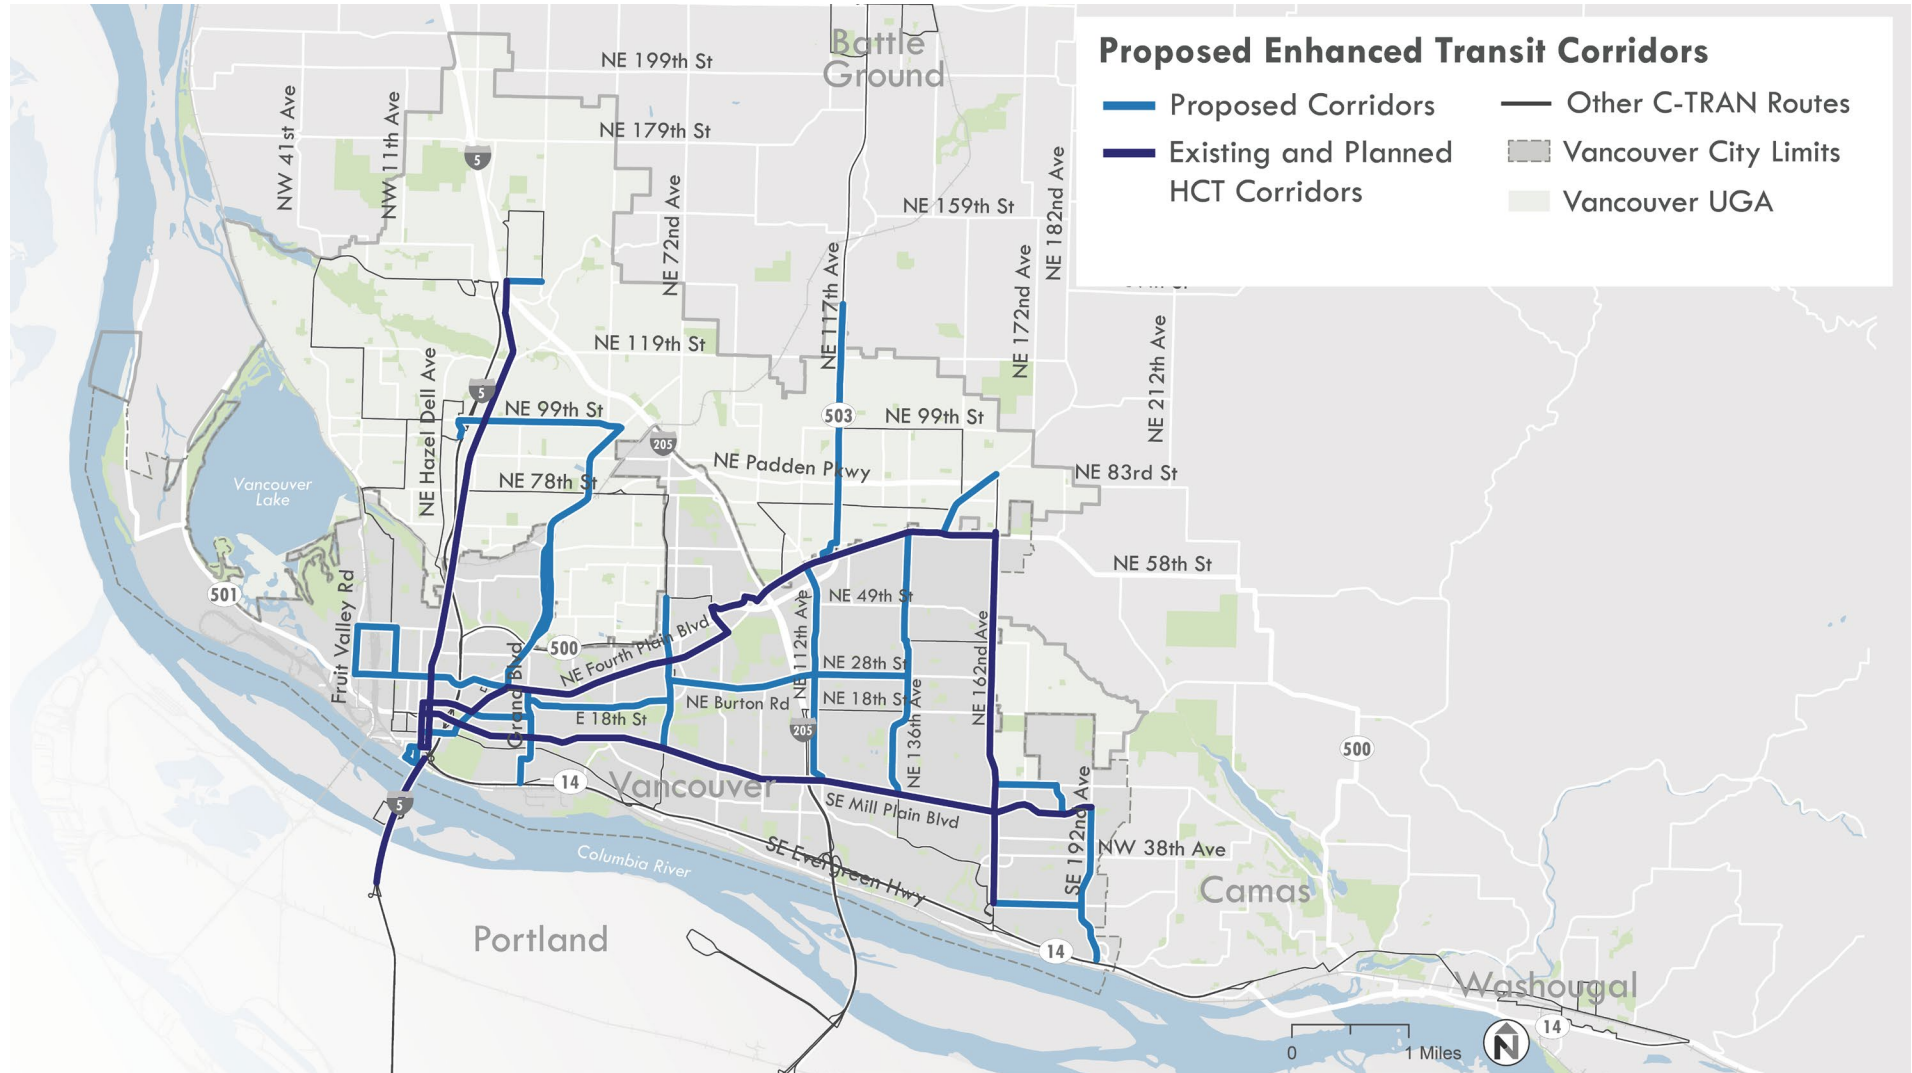 Proposed Enhanced Transit Corridors
Proposed Corridors
Existing and Planned
HCT Corridors
Other C-TRAN Routes
Vancouver City Limits
Vancouver UGA
Battle
Ground
NE 199th St
NW 41st Ave
NW 11th Ave
NE 179th St
5
NE 72nd Ave
NE 182nd Ave
NE 159th St
NE 117th Ave
NE 172nd Ave
NE 119th St
NE 212th Ave
NE Hazel Dell Ave
5
NE 99th St
503
NE 99th St
205
NE Padden Pkwy
NE 83rd St
NE 78th St
Vancouver
Lake
NE 58th St
501
Fruit Valley Rd
NE 49th St
NE 112th Ave
NE 162nd Ave
500
NE Fourth Plain Blvd
Grand Blvd
NE 28th St
NE 18th St
NE Burton Rd
E 18th St
NE 136th Ave
205
500
14
Vancouver
SE Mill Plain Blvd
SE 192nd Ave
5
NW 38th Ave
SE Evergreen Hwy
Columbia River
Camas
Portland
14
Washougal
14
0
1 Miles
N